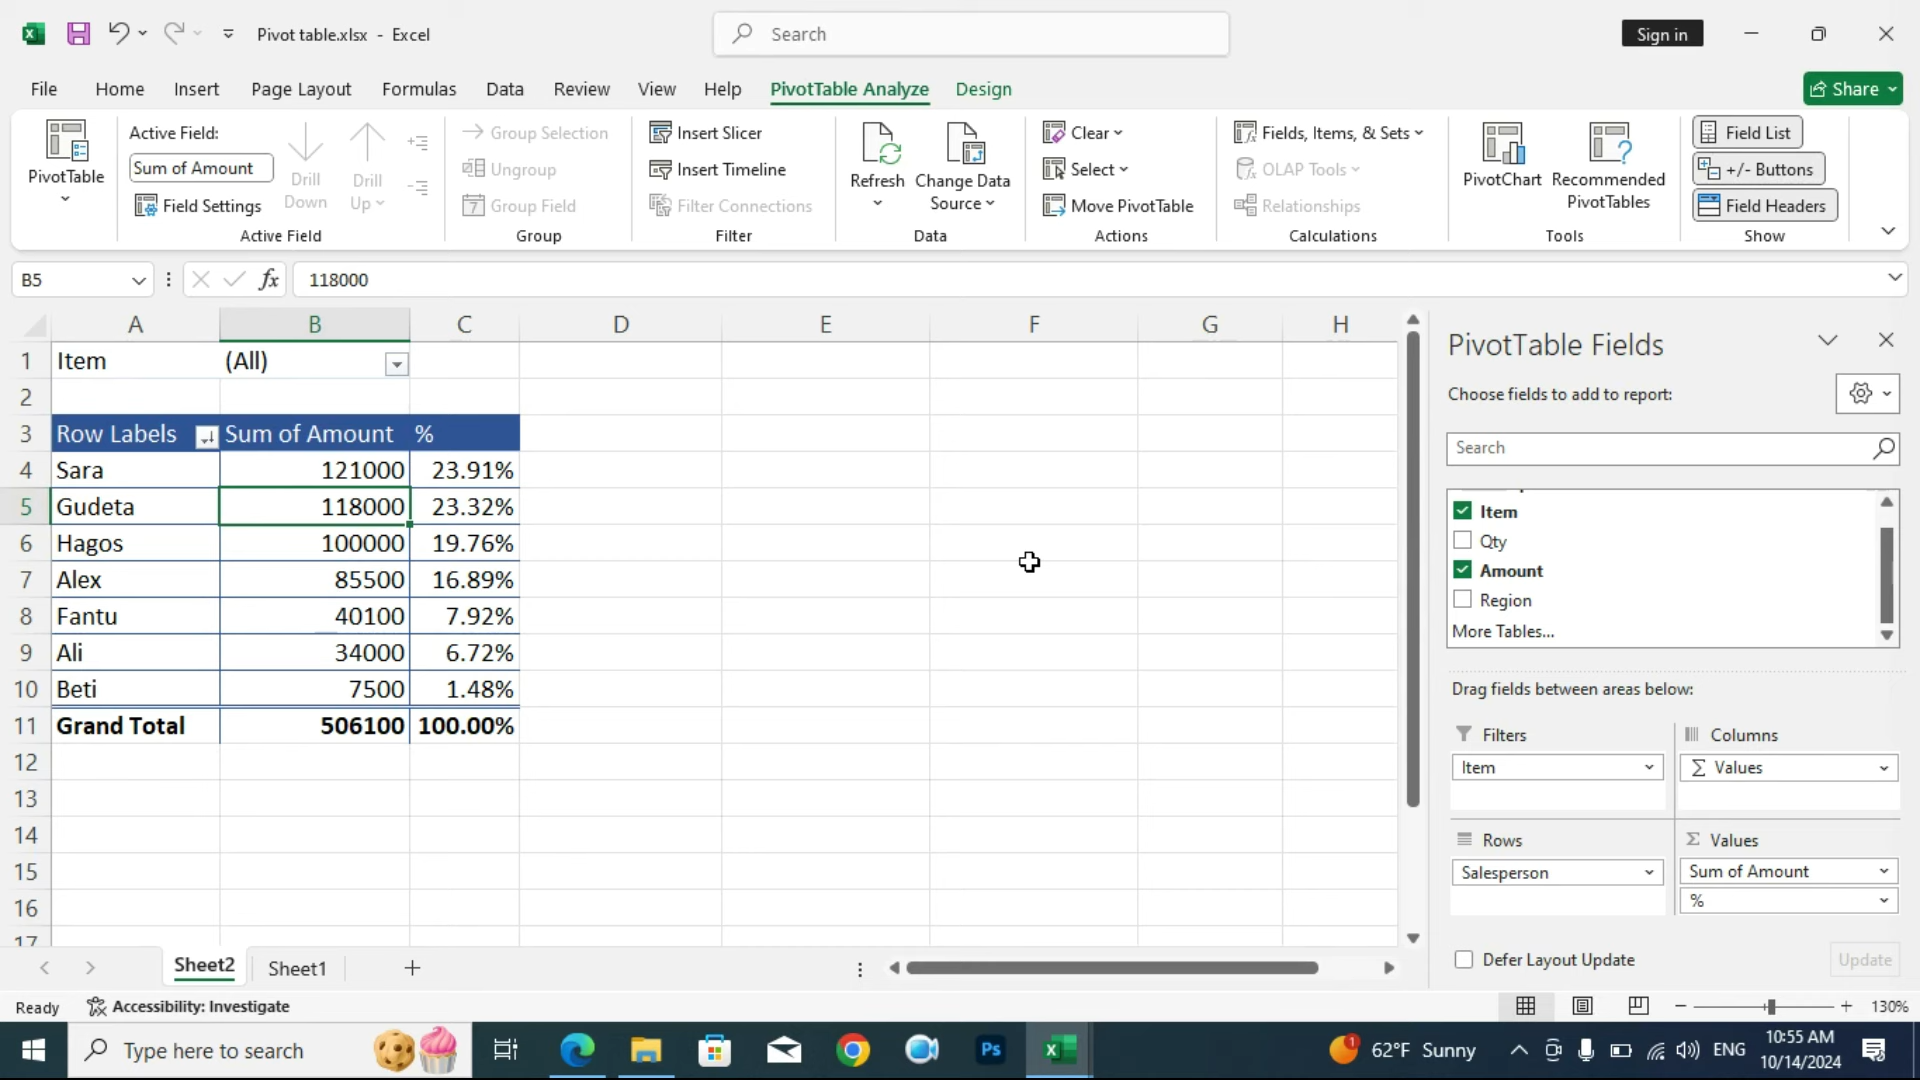 Pivot table.xlsx - Excel
Search
Sign in
File Home Insert Page Layout Formulas Data Review View Help PivotTable Analyze Design Share
PivotTable
Active Field:
Sum of Amount
Field Settings
Drill Down
Drill Up
Active Field
Group Selection
Ungroup
7 Group Field
Group
Insert Slicer
Insert Timeline
Filter Connections
Filter
Refresh
Change Data Source
Data
Clear
Select
Move PivotTable
Actions
Fields, Items, & Sets
OLAP Tools
Relationships
Calculations
PivotChart
Recommended PivotTables
Tools
Field List
+/- Buttons
Field Headers
Show
B5 fx 118000
A B C D E F G H
1 Item (All)
2
3 Row Labels Sum of Amount %
4 Sara 121000 23.91%
5 Gudeta 118000 23.32%
6 Hagos 100000 19.76%
7 Alex 85500 16.89%
8 Fantu 40100 7.92%
9 Ali 34000 6.72%
10 Beti 7500 1.48%
11 Grand Total 506100 100.00%
12
13
14
15
16
17
PivotTable Fields
Choose fields to add to report:
Search
Item
Qty
Amount
Region
More Tables...
Drag fields between areas below:
Filters
Item
Columns
Σ Values
Rows
Salesperson
Σ Values
Sum of Amount
%
Defer Layout Update Update
Sheet2 Sheet1
Ready Accessibility: Investigate 130%
Type here to search
Ps
1 62°F Sunny
ENG
10:55 AM
10/14/2024